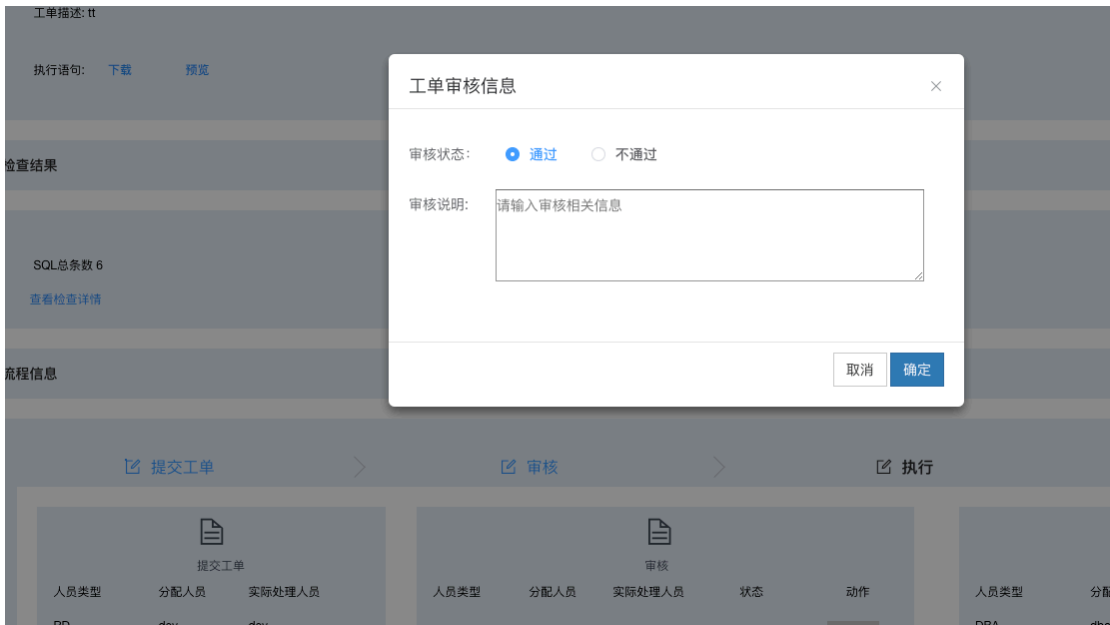 工单描述: tt
执行语句: 下载 预览
工单审核信息
审核状态: 通过 不通过
检查结果
审核说明: 请输入审核相关信息
SQL总条数 6
查看检查详情
流程信息
取消 确定
提交工单 审核 执行
提交工单 审核
人员类型 分配人员 实际处理人员 人员类型 分配人员 实际处理人员 状态 动作 人员类型